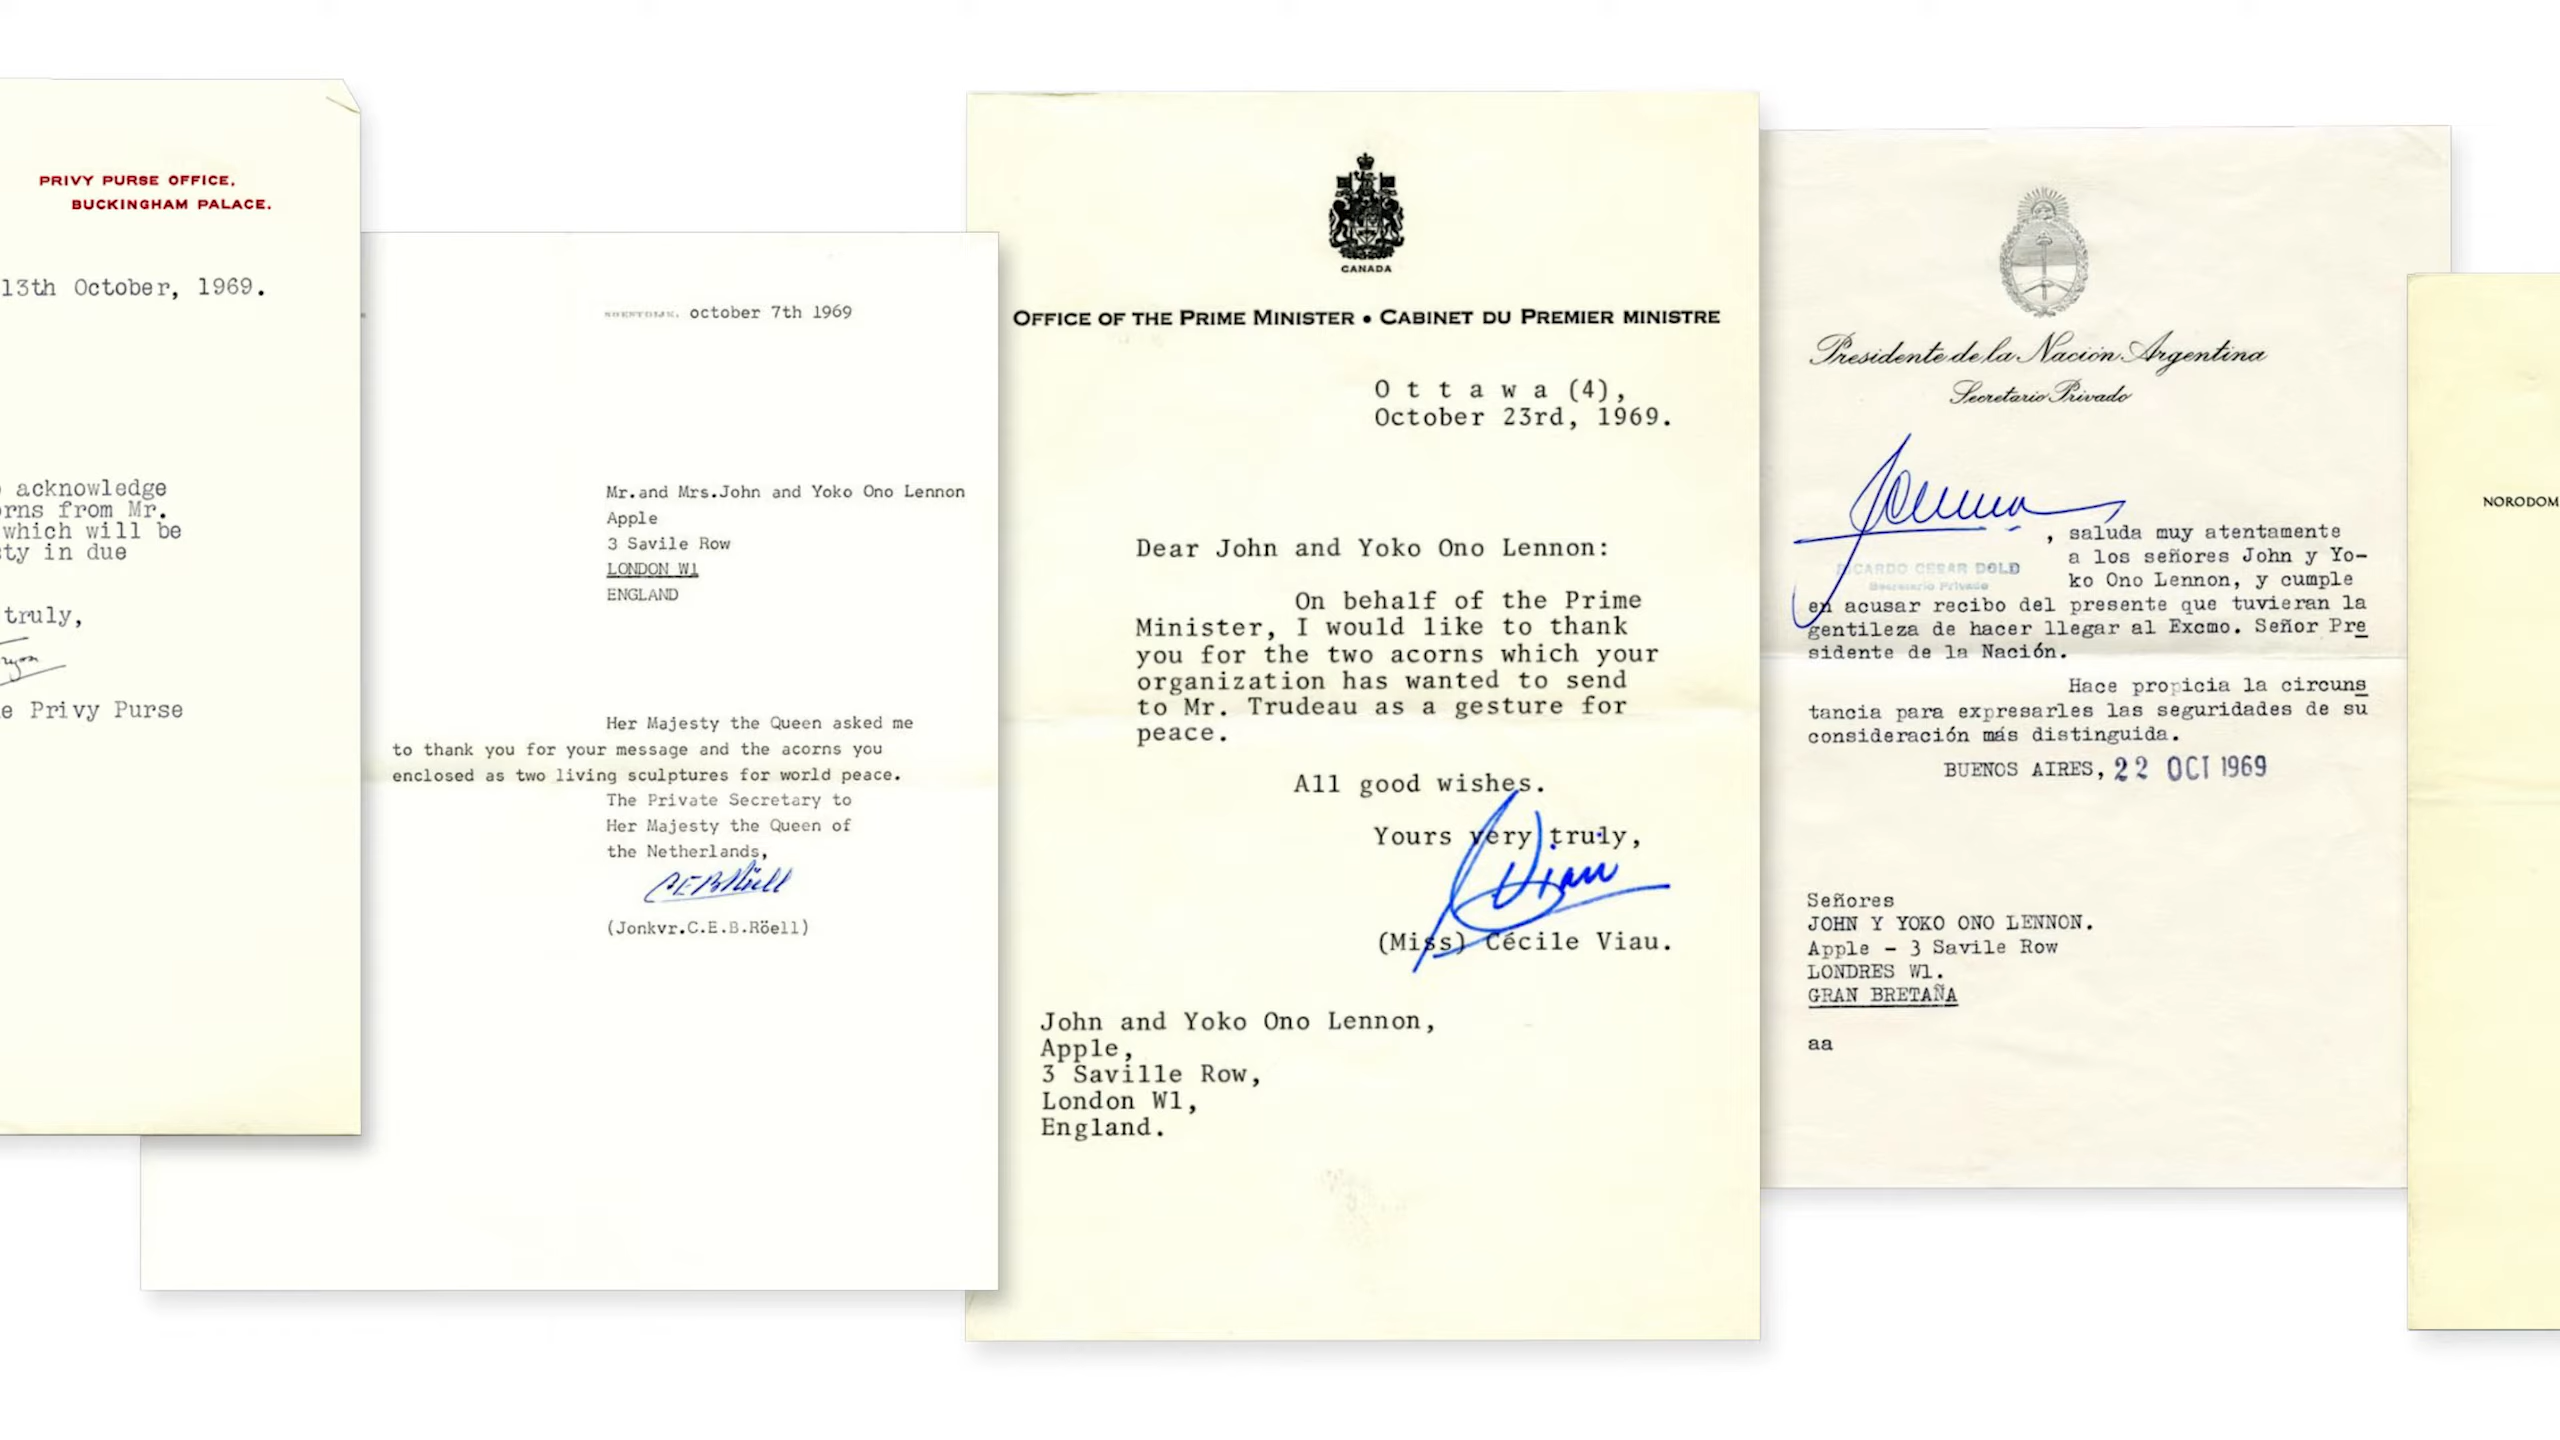 PRIVY PURSE OFFICE,
BUCKINGHAM PALACE.
13th October, 1969.
acknowledge
orns from Mr.
which will be
sty in due
truly,
e Privy Purse
october 7th 1969
Mr.and Mrs.John and Yoko Ono Lennon
Apple
3 Savile Row
LONDON W1
ENGLAND
Her Majesty the Queen asked me
to thank you for your message and the acorns you
enclosed as two living sculptures for world peace.
The Private Secretary to
Her Majesty the Queen of
the Netherlands,
CEBRöell
(Jonkvr.C.E.B.Röell)
CANADA
OFFICE OF THE PRIME MINISTER • CABINET DU PREMIER MINISTRE
Ottawa (4),
October 23rd, 1969.
Dear John and Yoko Ono Lennon:
On behalf of the Prime
Minister, I would like to thank
you for the two acorns which your
organization has wanted to send
to Mr. Trudeau as a gesture for
peace.
All good wishes.
Yours very truly,
CViau
(Miss) Cécile Viau.
John and Yoko Ono Lennon,
Apple,
3 Saville Row,
London W1,
England.
Presidente de la Nación Argentina
Secretario Privado
, saluda muy atentamente
a los señores John y Yo-
RICARDO CESAR DOLD
Secretario Privado
ko Ono Lennon, y cumple
en acusar recibo del presente que tuvieran la
gentileza de hacer llegar al Excmo. Señor Pre
sidente de la Nación.
Hace propicia la circuns
tancia para expresarles las seguridades de su
consideración más distinguida.
BUENOS AIRES, 22 OCT 1969
Señores
JOHN Y YOKO ONO LENNON.
Apple - 3 Savile Row
LONDRES W1.
GRAN BRETAÑA
aa
NORODOM